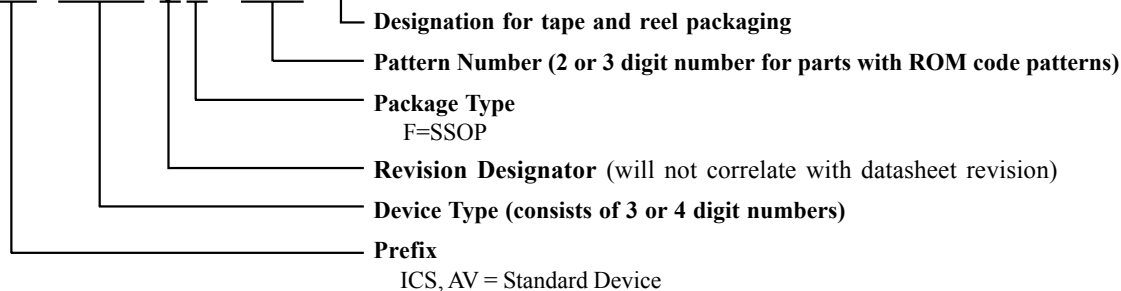 Designation for tape and reel packaging
Pattern Number (2 or 3 digit number for parts with ROM code patterns)
Package Type
F=SSOP
Revision Designator (will not correlate with datasheet revision)
Device Type (consists of 3 or 4 digit numbers)
Prefix
ICS, AV = Standard Device